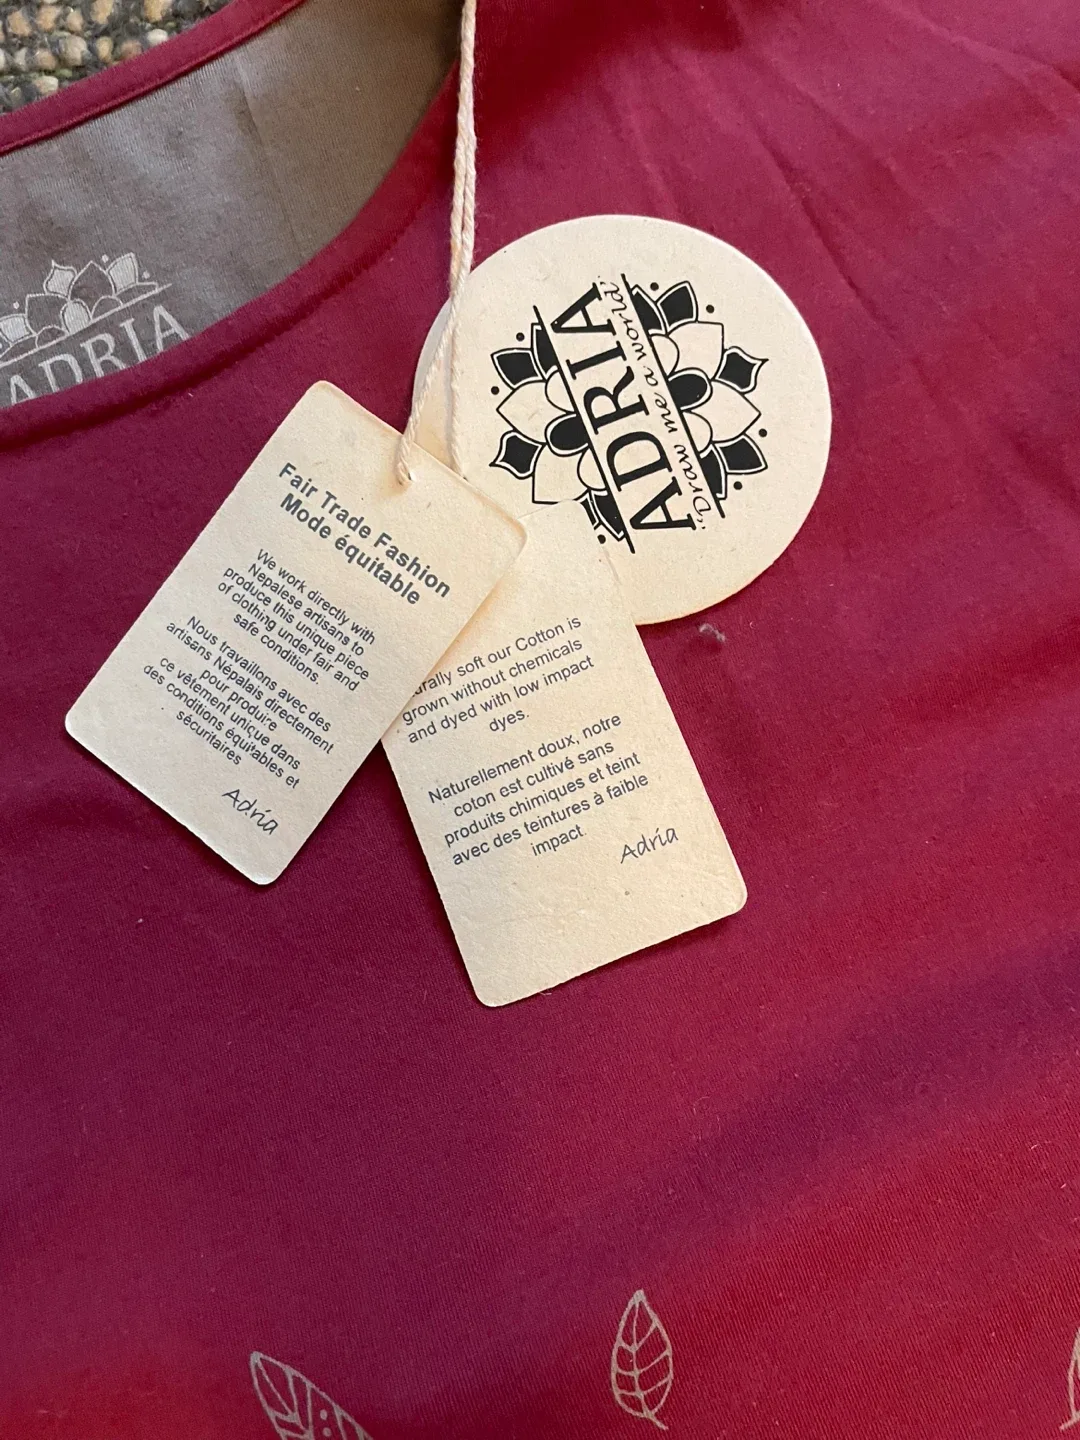 ADRIA
ADRIA
"Draw me a world"
Fair Trade Fashion
Mode équitable
We work directly with
Nepalese artisans to
produce this unique piece
of clothing under fair and
safe conditions.
Nous travaillons avec des
artisans Népalais directement
pour produire
ce vêtement unique dans
des conditions équitables et
sécuritaires
Adria
soft our Cotton is
grown without chemicals
and dyed with low impact
dyes.
Naturellement doux, notre
coton est cultivé sans
produits chimiques et teint
avec des teintures à faible
impact.
Adria